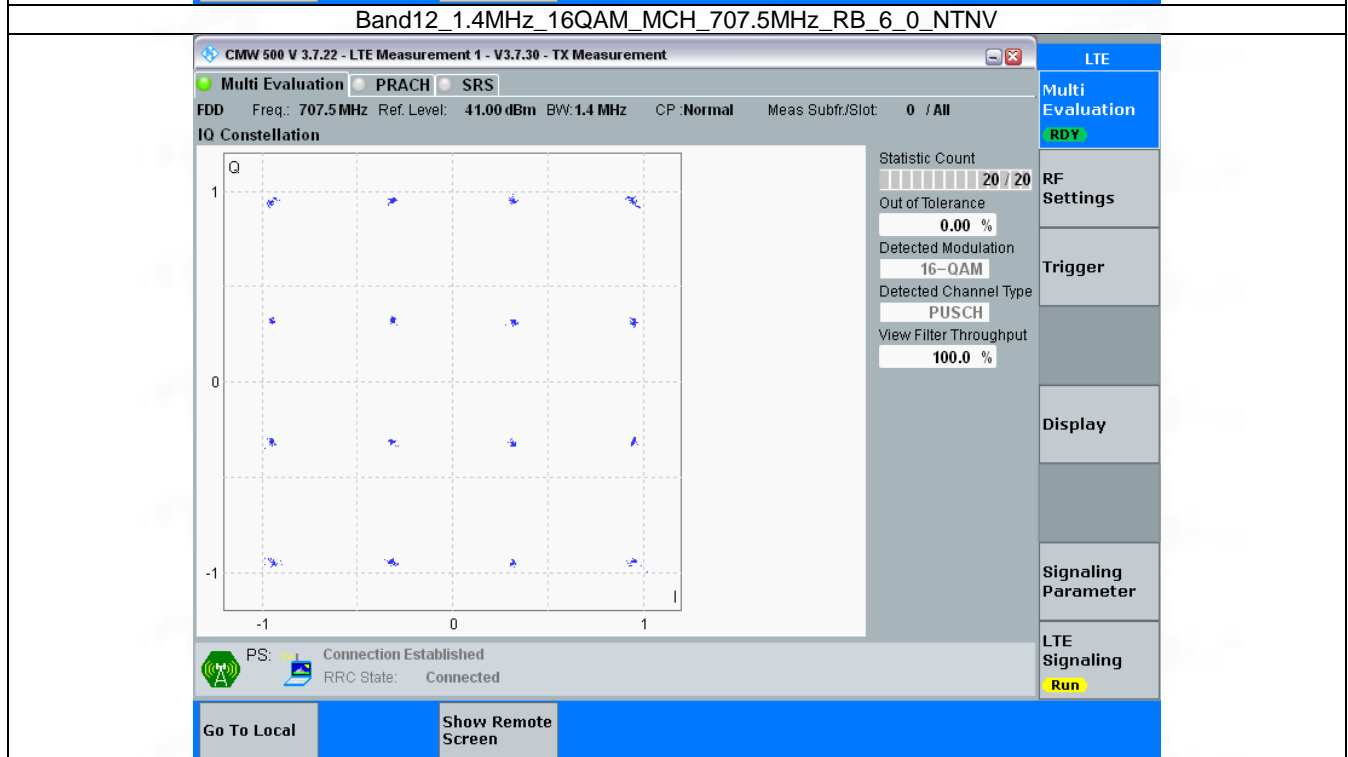 Band12_1.4MHz_16QAM_MCH_707.5MHz_RB_6_0_NTNV
CMW 500 V 3.7.22 - LTE Measurement 1 - V3.7.30 - TX Measurement
LTE
Multi Evaluation PRACH SRS
FDD Freq.: 707.5 MHz Ref. Level: 41.00 dBm BW: 1.4 MHz CP :Normal Meas Subfr./Slot: 0 / All
IQ Constellation
Q
1
0
-1
I
-1 0 1
Statistic Count
20 / 20
Out of Tolerance
0.00 %
Detected Modulation
16-QAM
Detected Channel Type
PUSCH
View Filter Throughput
100.0 %
Multi
Evaluation
RDY
RF
Settings
Trigger
Display
Signaling
Parameter
LTE
Signaling
Run
PS: Connection Established
RRC State: Connected
Go To Local
Show Remote
Screen